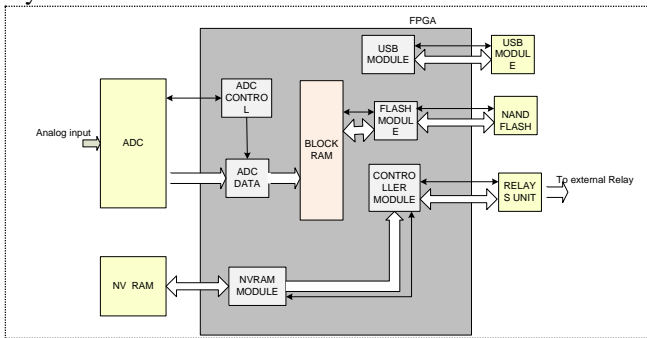 FPGA
USB
MODULE
USB
MODUL
E
ADC
CONTRO
L
ADC
Analog input
BLOCK
RAM
FLASH
MODUL
E
NAND
FLASH
ADC
DATA
CONTRO
LLER
MODULE
RELAY
S UNIT
To external Relay
NV RAM
NVRAM
MODULE